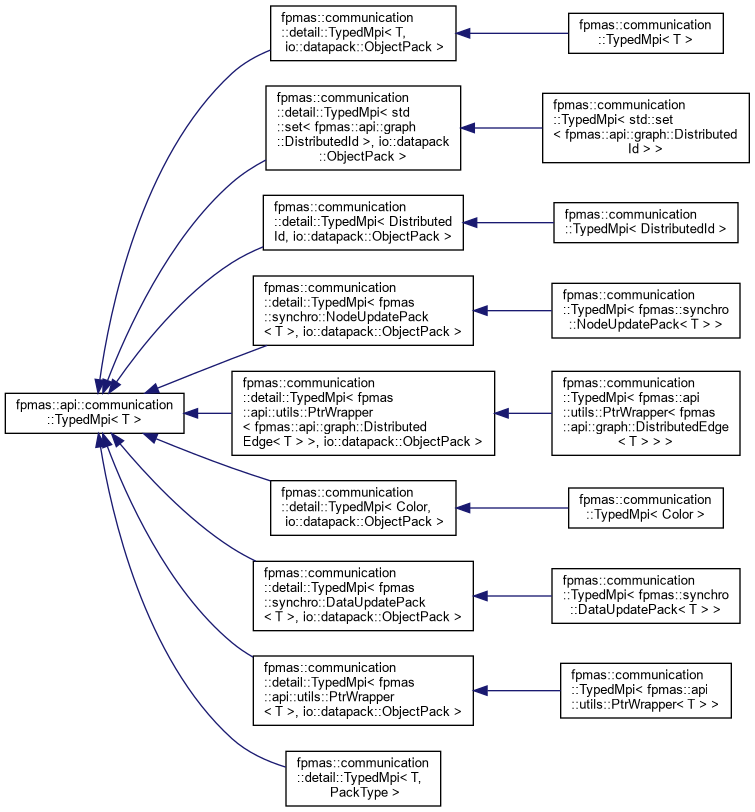 fpmas::communication
::detail::TypedMpi< T,
io::datapack::ObjectPack >
fpmas::communication
::TypedMpi< T >
fpmas::communication
::detail::TypedMpi< std
::set< fpmas::api::graph
::DistributedId >, io::datapack
::ObjectPack >
fpmas::communication
::TypedMpi< std::set
< fpmas::api::graph::Distributed
Id > >
fpmas::communication
::detail::TypedMpi< Distributed
Id, io::datapack::ObjectPack >
fpmas::communication
::TypedMpi< DistributedId >
fpmas::communication
::detail::TypedMpi< fpmas
::synchro::NodeUpdatePack
< T >, io::datapack::ObjectPack >
fpmas::communication
::TypedMpi< fpmas::synchro
::NodeUpdatePack< T > >
fpmas::api::communication
::TypedMpi< T >
fpmas::communication
::detail::TypedMpi< fpmas
::api::utils::PtrWrapper
< fpmas::api::graph::Distributed
Edge< T > >, io::datapack::ObjectPack >
fpmas::communication
::TypedMpi< fpmas::api
::utils::PtrWrapper< fpmas
::api::graph::DistributedEdge
< T > > >
fpmas::communication
::detail::TypedMpi< Color,
io::datapack::ObjectPack >
fpmas::communication
::TypedMpi< Color >
fpmas::communication
::detail::TypedMpi< fpmas
::synchro::DataUpdatePack
< T >, io::datapack::ObjectPack >
fpmas::communication
::TypedMpi< fpmas::synchro
::DataUpdatePack< T > >
fpmas::communication
::detail::TypedMpi< fpmas
::api::utils::PtrWrapper
< T >, io::datapack::ObjectPack >
fpmas::communication
::TypedMpi< fpmas::api
::utils::PtrWrapper< T > >
fpmas::communication
::detail::TypedMpi< T,
PackType >